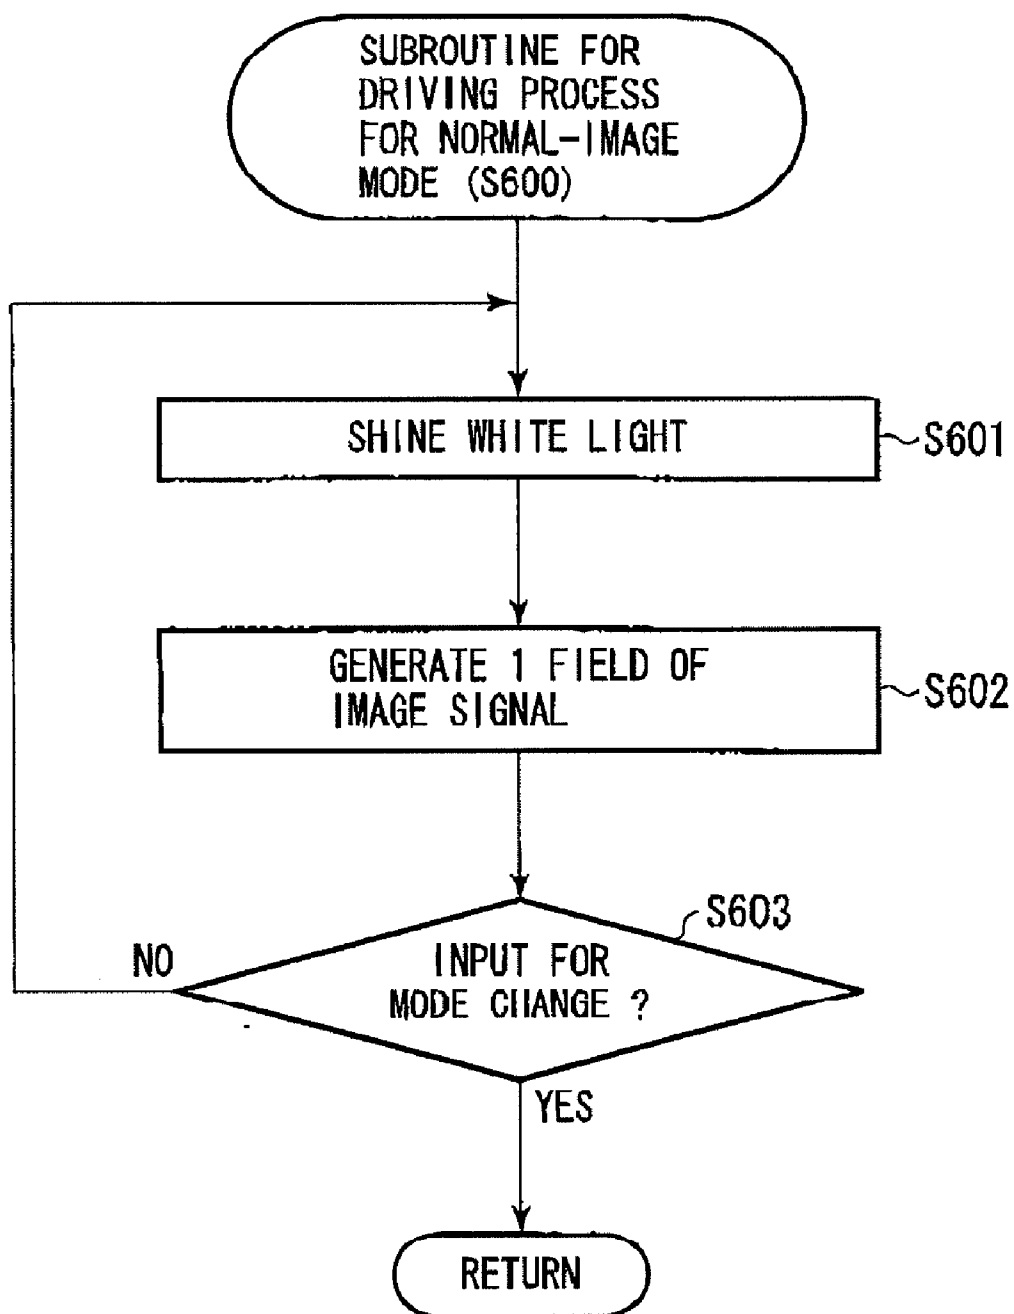 SUBROUTINE FOR
DRIVING PROCESS
FOR NORMAL-IMAGE
MODE (S600)
SHINE WHITE LIGHT
S601
GENERATE 1 FIELD OF
IMAGE SIGNAL
S602
S603
NO
INPUT FOR
MODE CHANGE ?
YES
RETURN